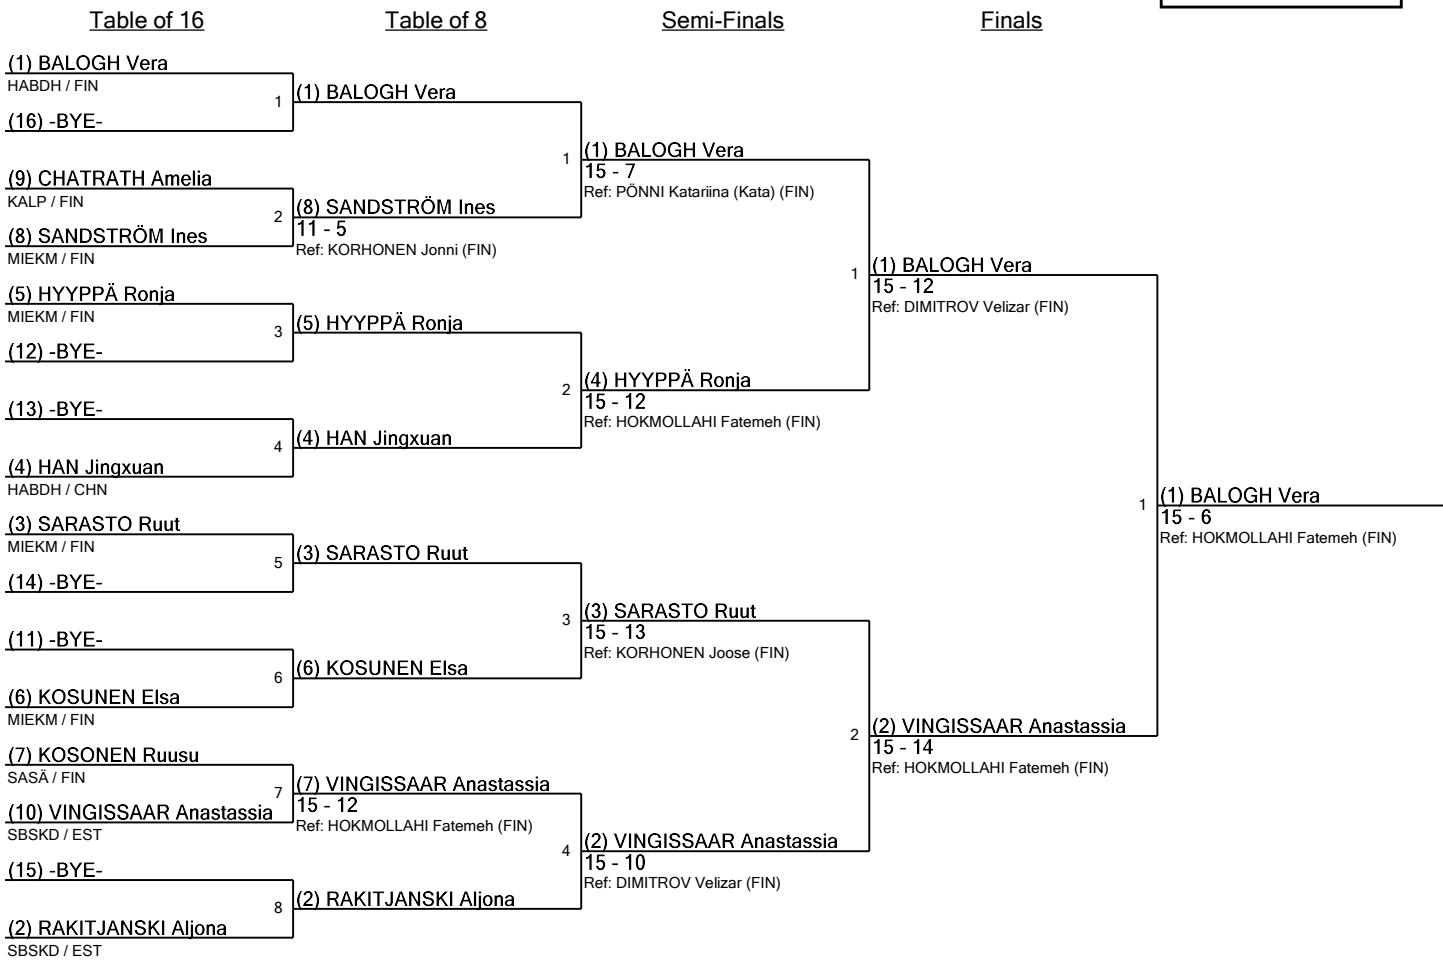 Table of 16 Table of 8 Semi-Finals Finals
(1) BALOGH Vera
HABDH / FIN
1
(16) -BYE-
(9) CHATRATH Amelia
KALP / FIN
2
(8) SANDSTRÖM Ines
MIEKM / FIN
(5) HYYPPÄ Ronja
MIEKM / FIN
3
(12) -BYE-
(13) -BYE-
4
(4) HAN Jingxuan
HABDH / CHN
(3) SARASTO Ruut
MIEKM / FIN
5
(14) -BYE-
(11) -BYE-
6
(6) KOSUNEN Elsa
MIEKM / FIN
(7) KOSONEN Ruusu
SASÄ / FIN
7
(10) VINGISSAAR Anastassia
SBSKD / EST
(15) -BYE-
8
(2) RAKITJANSKI Aljona
SBSKD / EST
(1) BALOGH Vera
1
(8) SANDSTRÖM Ines
11 - 5
Ref: KORHONEN Jonni (FIN)
(5) HYYPPÄ Ronja
2
(4) HAN Jingxuan
(3) SARASTO Ruut
3
(6) KOSUNEN Elsa
(7) VINGISSAAR Anastassia
15 - 12
Ref: HOKMOLLAHI Fatemeh (FIN)
4
(2) RAKITJANSKI Aljona
(1) BALOGH Vera
15 - 7
Ref: PÖNNI Katariina (Kata) (FIN)
1
(4) HYYPPÄ Ronja
15 - 12
Ref: HOKMOLLAHI Fatemeh (FIN)
(3) SARASTO Ruut
15 - 13
Ref: KORHONEN Joose (FIN)
2
(2) VINGISSAAR Anastassia
15 - 10
Ref: DIMITROV Velizar (FIN)
(1) BALOGH Vera
15 - 12
Ref: DIMITROV Velizar (FIN)
1
(2) VINGISSAAR Anastassia
15 - 14
Ref: HOKMOLLAHI Fatemeh (FIN)
(1) BALOGH Vera
15 - 6
Ref: HOKMOLLAHI Fatemeh (FIN)